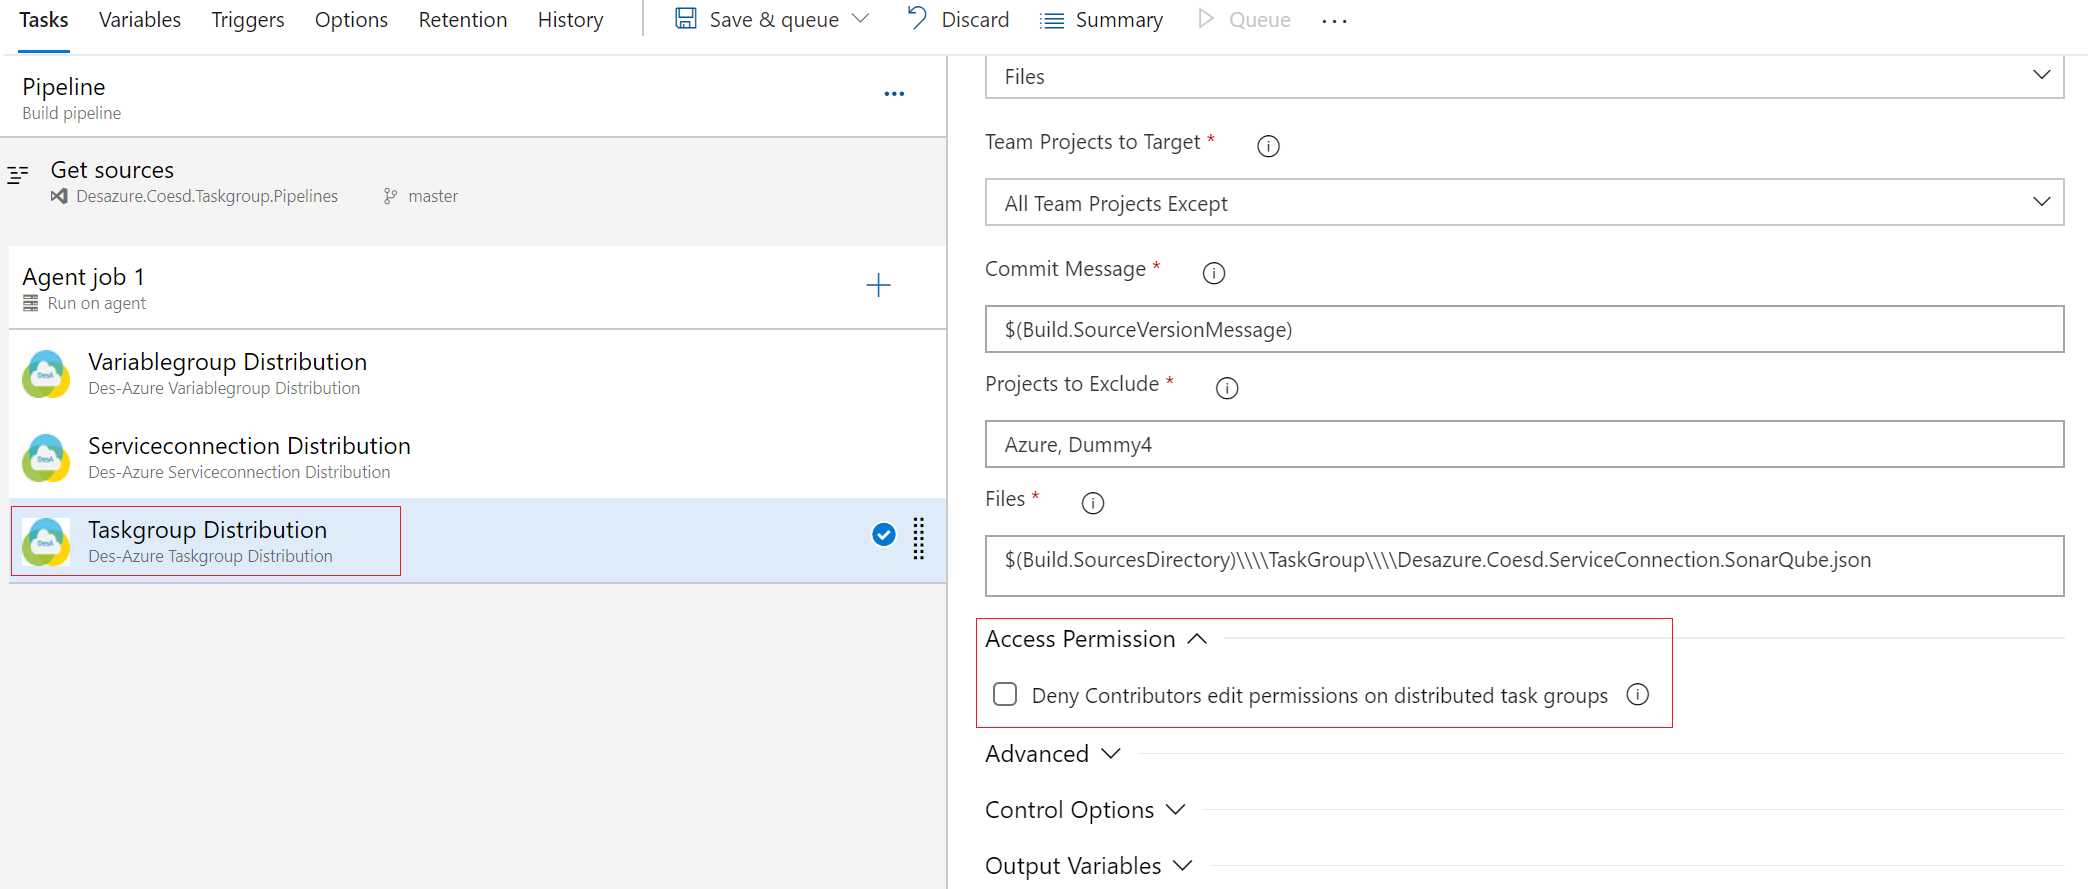 Tasks Variables Triggers Options Retention History Save & queue Discard Summary Queue ...
Pipeline
Build pipeline
Get sources
Desazure.Coesd.Taskgroup.Pipelines master
Agent job 1
Run on agent
Variablegroup Distribution
Des-Azure Variablegroup Distribution
Serviceconnection Distribution
Des-Azure Serviceconnection Distribution
Taskgroup Distribution
Des-Azure Taskgroup Distribution
Files
Team Projects to Target *
All Team Projects Except
Commit Message *
$(Build.SourceVersionMessage)
Projects to Exclude *
Azure, Dummy4
Files *
$(Build.SourcesDirectory)\\\\TaskGroup\\\\Desazure.Coesd.ServiceConnection.SonarQube.json
Access Permission
Deny Contributors edit permissions on distributed task groups
Advanced
Control Options
Output Variables